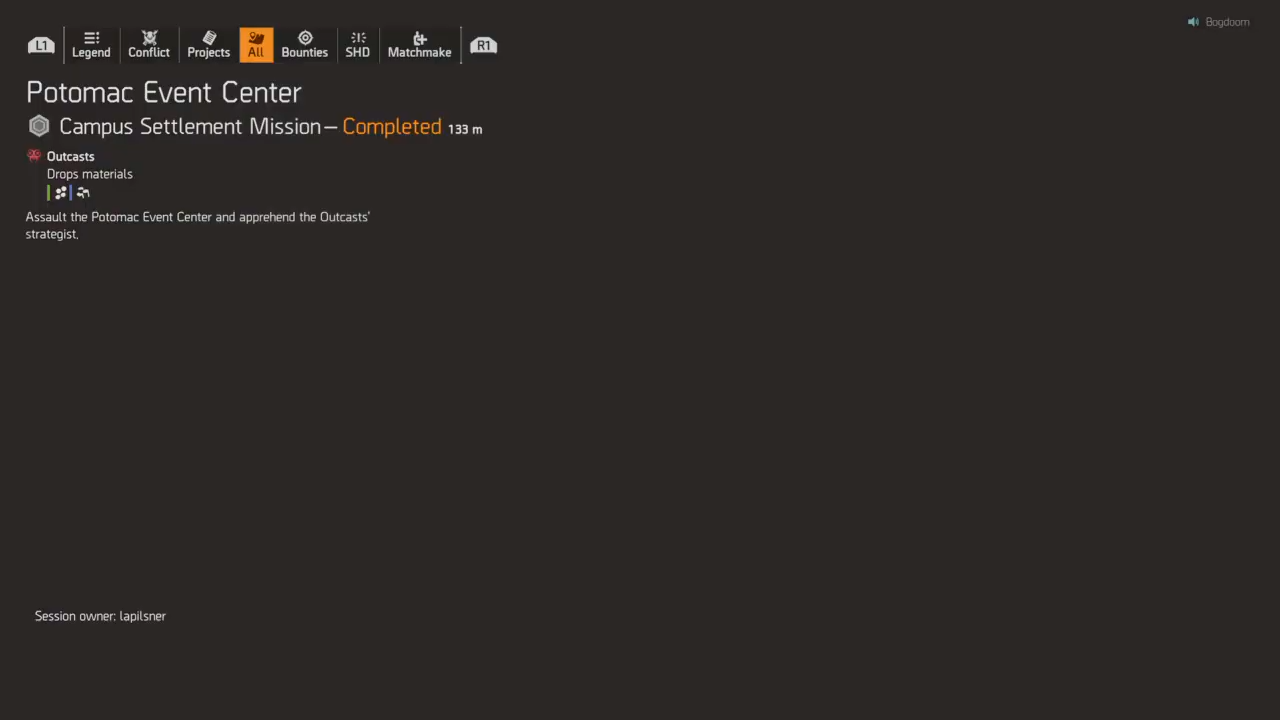 Bogdoom
L1 Legend Conflict Projects All Bounties SHD Matchmake R1
Potomac Event Center
Campus Settlement Mission – Completed 133 m
Outcasts
Drops materials
Assault the Potomac Event Center and apprehend the Outcasts'
strategist.
Session owner: lapilsner